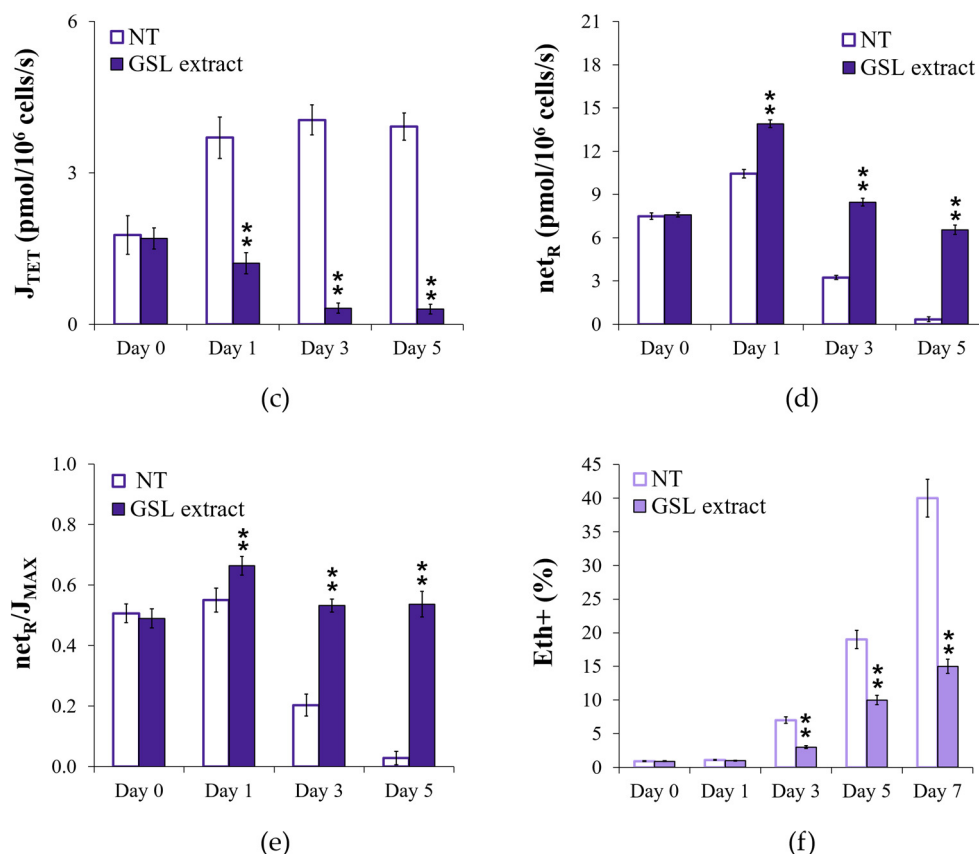 6
NT
GSL extract
J_TET (pmol/10⁶ cells/s)
3
**
**
**
0
Day 0 Day 1 Day 3 Day 5
(c)
21
NT
18
GSL extract
15
**
net_R (pmol/10⁶ cells/s)
12
9
**
**
6
3
0
Day 0 Day 1 Day 3 Day 5
(d)
1.0
NT
GSL extract
0.8
**
**
**
net_R/J_MAX
0.6
0.4
0.2
0.0
Day 0 Day 1 Day 3 Day 5
(e)
45
NT
40
GSL extract
35
Eth+ (%)
30
25
20
15
10
5
0
**
**
**
Day 0 Day 1 Day 3 Day 5 Day 7
(f)